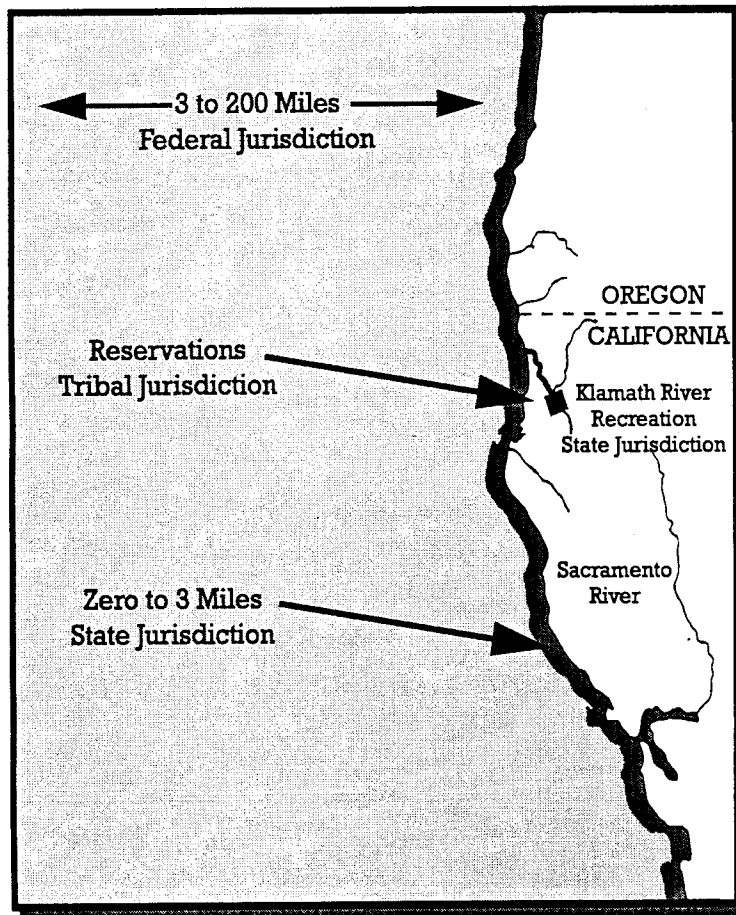 3 to 200 Miles
Federal Jurisdiction
OREGON
CALIFORNIA
Reservations
Tribal Jurisdiction
Klamath River
Recreation
State Jurisdiction
Sacramento
River
Zero to 3 Miles
State Jurisdiction